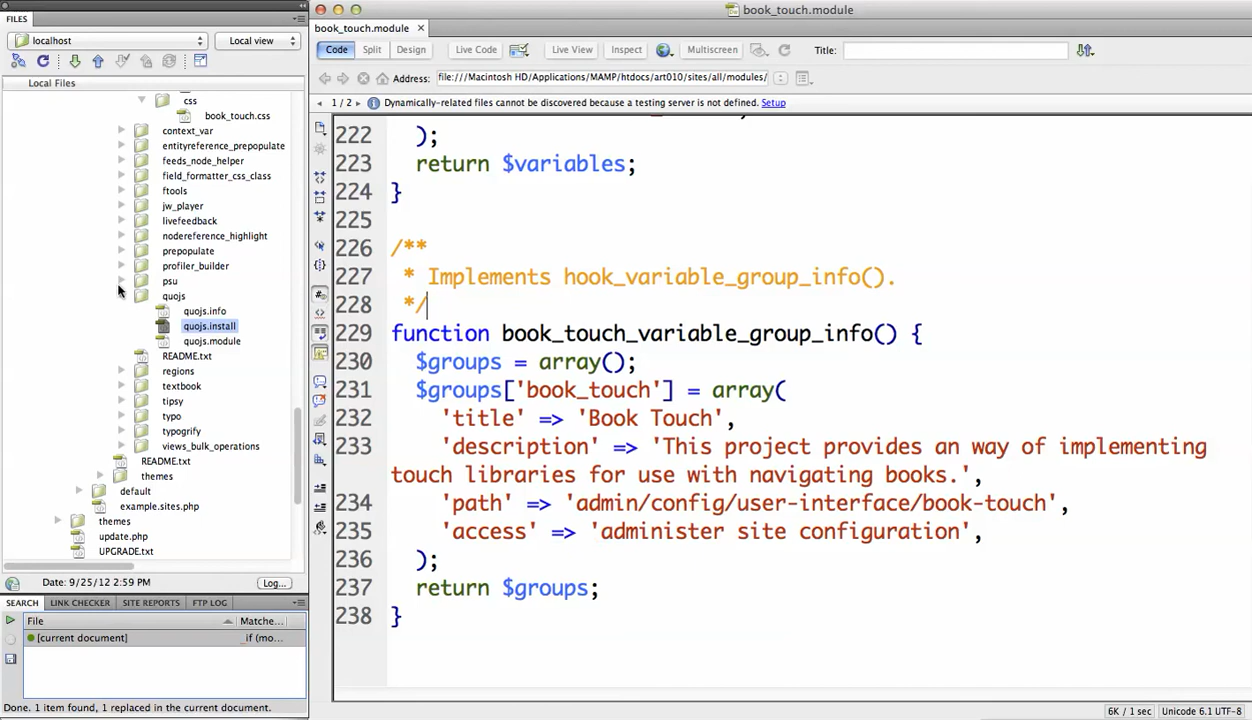 FILES
localhost
Local view
Local Files
css
book_touch.css
context_var
entityreference_prepopulate
feeds_node_helper
field_formatter_css_class
ftools
jw_player
livefeedback
nodereference_highlight
prepopulate
profiler_builder
psu
quojs
quojs.info
quojs.install
quojs.module
README.txt
regions
textbook
tipsy
typo
typogrify
views_bulk_operations
README.txt
themes
default
example.sites.php
themes
update.php
UPGRADE.txt
Date: 9/25/12 2:59 PM
Log...
SEARCH LINK CHECKER SITE REPORTS FTP LOG
File Matche...
[current document] _if (mo...
Done. 1 item found, 1 replaced in the current document.
book_touch.module
book_touch.module
Code Split Design Live Code Live View Inspect Multiscreen Title:
Address: file:///Macintosh HD/Applications/MAMP/htdocs/art010/sites/all/modules/
1 / 2 Dynamically-related files cannot be discovered because a testing server is not defined. Setup
222 );
223 return $variables;
224 }
225
226 /**
227 * Implements hook_variable_group_info().
228 */
229 function book_touch_variable_group_info() {
230 $groups = array();
231 $groups['book_touch'] = array(
232 'title' => 'Book Touch',
233 'description' => 'This project provides an way of implementing
touch libraries for use with navigating books.',
234 'path' => 'admin/config/user-interface/book-touch',
235 'access' => 'administer site configuration',
236 );
237 return $groups;
238 }
6K / 1 sec Unicode 6.1 UTF-8